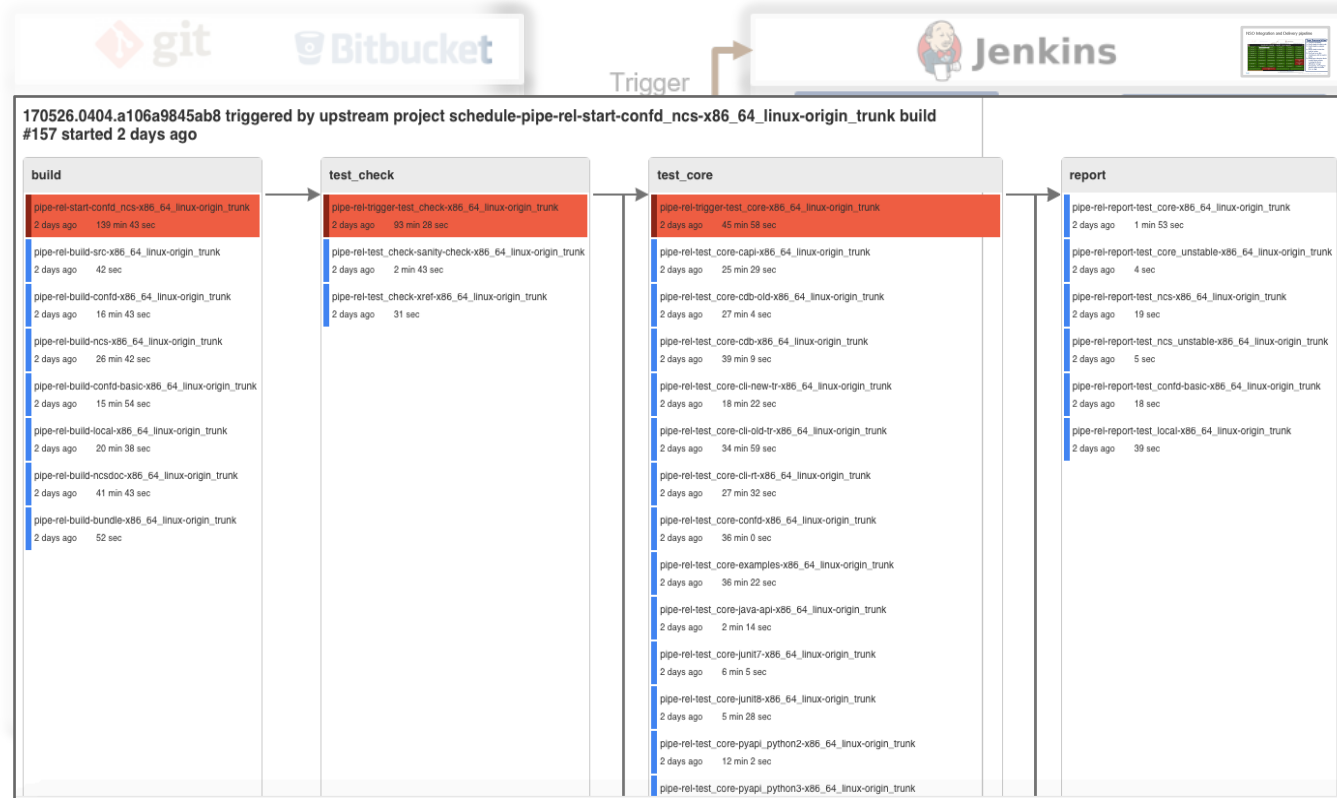 git
Bitbucket
Jenkins
NSO Integration and Delivery pipeline
Trigger
170526.0404.a106a9845ab8 triggered by upstream project schedule-pipe-rel-start-confd_ncs-x86_64_linux-origin_trunk build
#157 started 2 days ago
build
pipe-rel-start-confd_ncs-x86_64_linux-origin_trunk
2 days ago 139 min 43 sec
pipe-rel-build-src-x86_64_linux-origin_trunk
2 days ago 42 sec
pipe-rel-build-confd-x86_64_linux-origin_trunk
2 days ago 16 min 43 sec
pipe-rel-build-ncs-x86_64_linux-origin_trunk
2 days ago 26 min 42 sec
pipe-rel-build-confd-basic-x86_64_linux-origin_trunk
2 days ago 15 min 54 sec
pipe-rel-build-local-x86_64_linux-origin_trunk
2 days ago 20 min 38 sec
pipe-rel-build-ncsdoc-x86_64_linux-origin_trunk
2 days ago 41 min 43 sec
pipe-rel-build-bundle-x86_64_linux-origin_trunk
2 days ago 52 sec
test_check
pipe-rel-trigger-test_check-x86_64_linux-origin_trunk
2 days ago 93 min 28 sec
pipe-rel-test_check-sanity-check-x86_64_linux-origin_trunk
2 days ago 2 min 43 sec
pipe-rel-test_check-xref-x86_64_linux-origin_trunk
2 days ago 31 sec
test_core
pipe-rel-trigger-test_core-x86_64_linux-origin_trunk
2 days ago 45 min 58 sec
pipe-rel-test_core-capi-x86_64_linux-origin_trunk
2 days ago 25 min 29 sec
pipe-rel-test_core-cdb-old-x86_64_linux-origin_trunk
2 days ago 27 min 4 sec
pipe-rel-test_core-cdb-x86_64_linux-origin_trunk
2 days ago 39 min 9 sec
pipe-rel-test_core-cli-new-tr-x86_64_linux-origin_trunk
2 days ago 18 min 22 sec
pipe-rel-test_core-cli-old-tr-x86_64_linux-origin_trunk
2 days ago 34 min 59 sec
pipe-rel-test_core-cli-rt-x86_64_linux-origin_trunk
2 days ago 27 min 32 sec
pipe-rel-test_core-confd-x86_64_linux-origin_trunk
2 days ago 36 min 0 sec
pipe-rel-test_core-examples-x86_64_linux-origin_trunk
2 days ago 36 min 22 sec
pipe-rel-test_core-java-api-x86_64_linux-origin_trunk
2 days ago 2 min 14 sec
pipe-rel-test_core-junit7-x86_64_linux-origin_trunk
2 days ago 6 min 5 sec
pipe-rel-test_core-junit8-x86_64_linux-origin_trunk
2 days ago 5 min 28 sec
pipe-rel-test_core-pyapi_python2-x86_64_linux-origin_trunk
2 days ago 12 min 2 sec
pipe-rel-test_core-pyapi_python3-x86_64_linux-origin_trunk
report
pipe-rel-report-test_core-x86_64_linux-origin_trunk
2 days ago 1 min 53 sec
pipe-rel-report-test_core_unstable-x86_64_linux-origin_trunk
2 days ago 4 sec
pipe-rel-report-test_ncs-x86_64_linux-origin_trunk
2 days ago 19 sec
pipe-rel-report-test_ncs_unstable-x86_64_linux-origin_trunk
2 days ago 5 sec
pipe-rel-report-test_confd-basic-x86_64_linux-origin_trunk
2 days ago 18 sec
pipe-rel-report-test_local-x86_64_linux-origin_trunk
2 days ago 39 sec